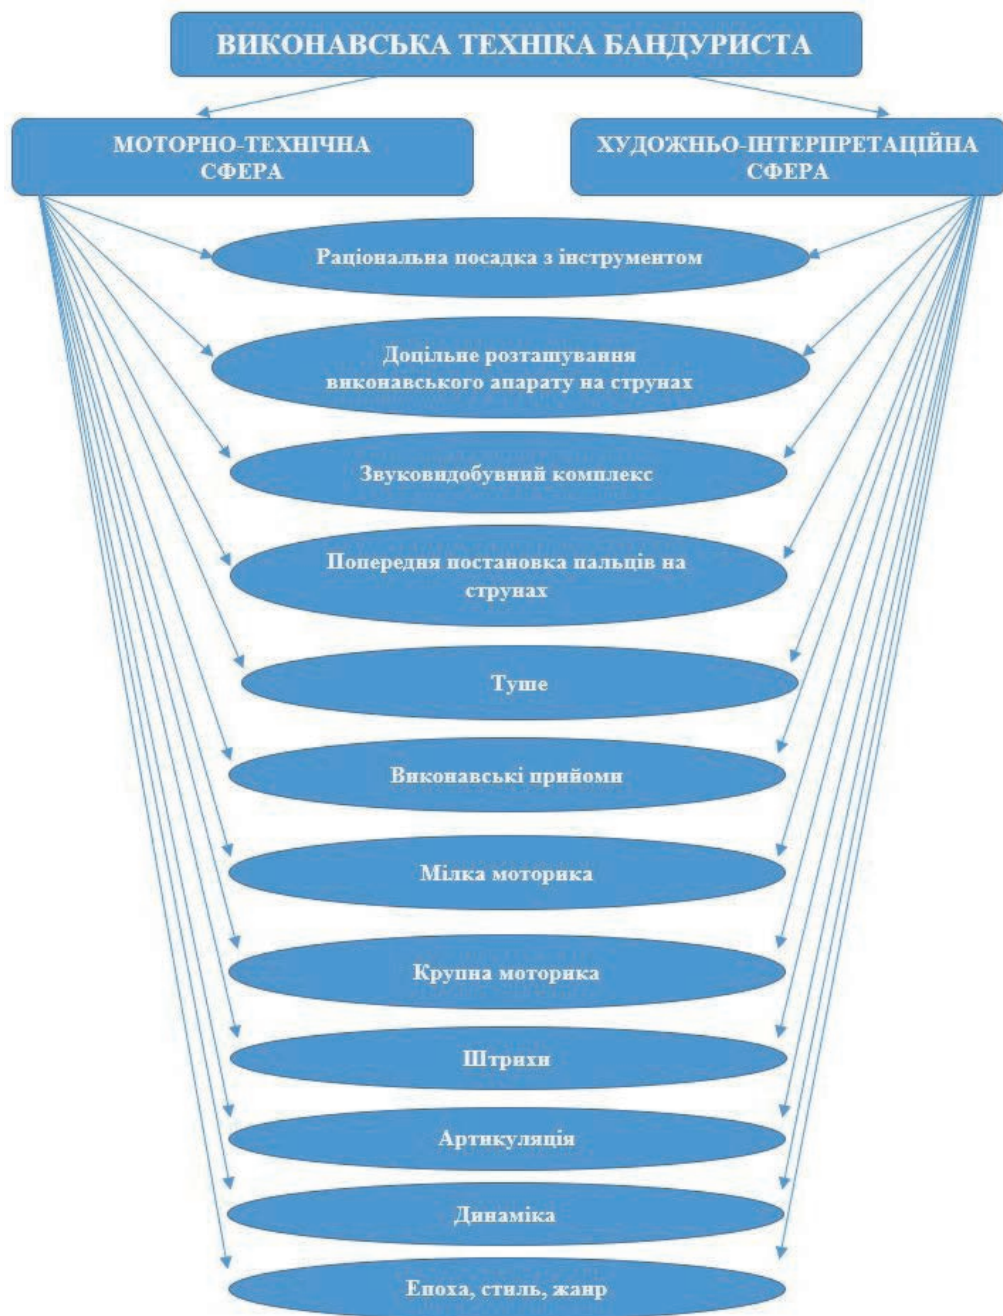 ВИКОНАВСЬКА ТЕХНІКА БАНДУРИСТА
МОТОРНО-ТЕХНІЧНА
СФЕРА
ХУДОЖНЬО-ІНТЕРПРЕТАЦІЙНА
СФЕРА
Раціональна посадка з інструментом
Доцільне розташування
виконавського апарату на струнах
Звуковидобувний комплекс
Попередня постановка пальців на
струнах
Туше
Виконавські прийоми
Мілка моторика
Крупна моторика
Штрихи
Артикуляція
Динаміка
Епоха, стиль, жанр